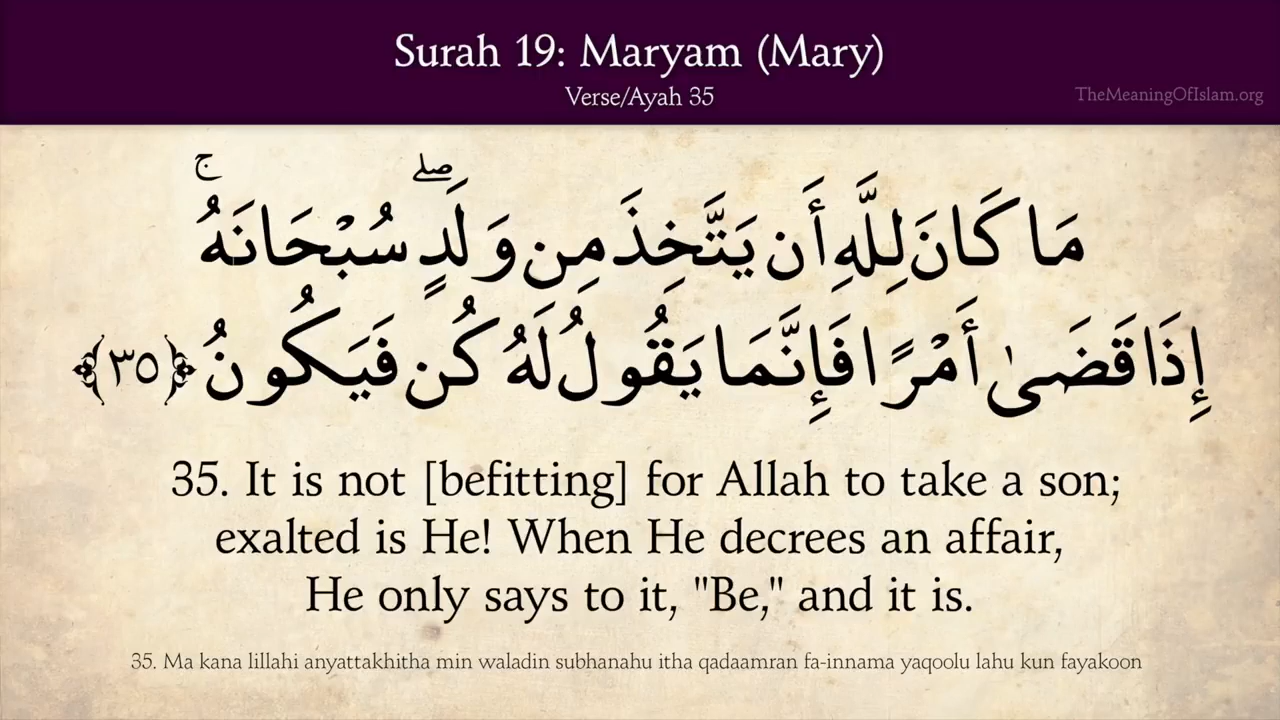 Surah 19: Maryam (Mary)
Verse/Ayah 35
TheMeaningOfIslam.org
مَا كَانَ لِلَّهِ أَن يَتَّخِذَ مِن وَلَدٍ ۖ سُبْحَانَهُ ۚ
إِذَا قَضَىٰ أَمْرًا فَإِنَّمَا يَقُولُ لَهُ كُن فَيَكُونُ ﴿٣٥﴾
35. It is not [befitting] for Allah to take a son;
exalted is He! When He decrees an affair,
He only says to it, "Be," and it is.
35. Ma kana lillahi anyattakhitha min waladin subhanahu itha qadaamran fa-innama yaqoolu lahu kun fayakoon